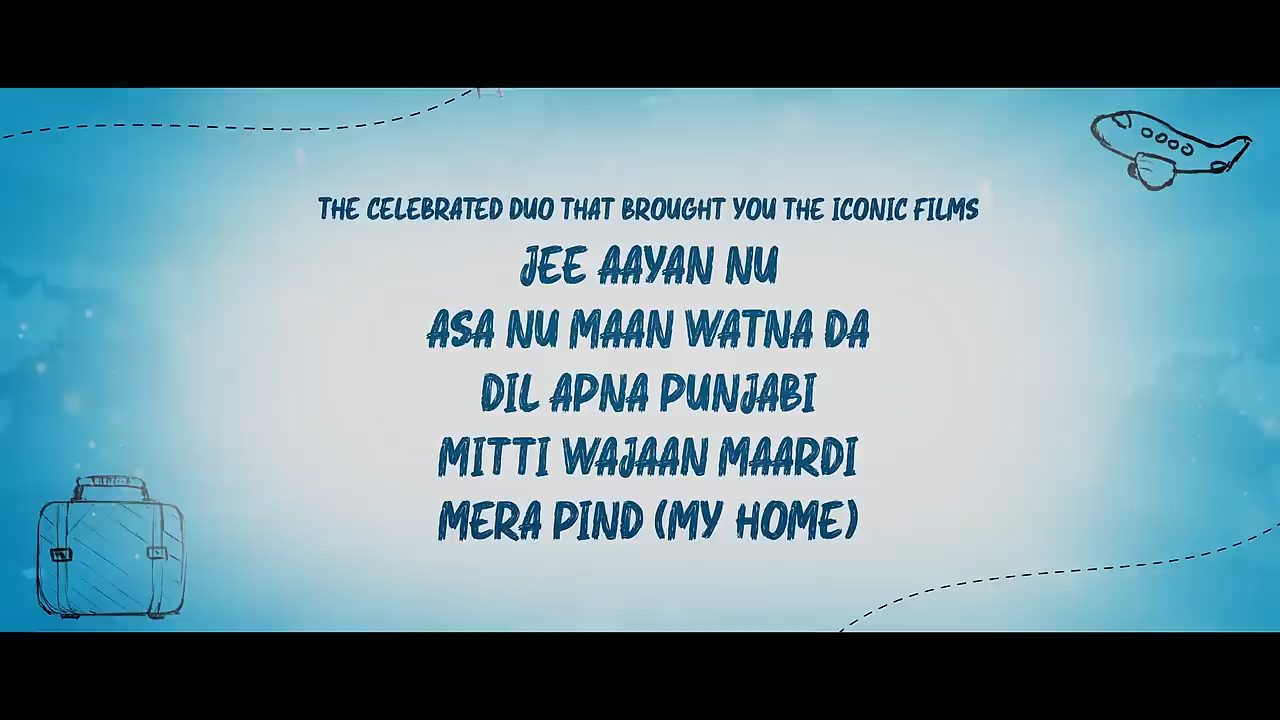 THE CELEBRATED DUO THAT BROUGHT YOU THE ICONIC FILMS
JEE AAYAN NU
ASA NU MAAN WATNA DA
DIL APNA PUNJABI
MITTI WAJAAN MAARDI
MERA PIND (MY HOME)